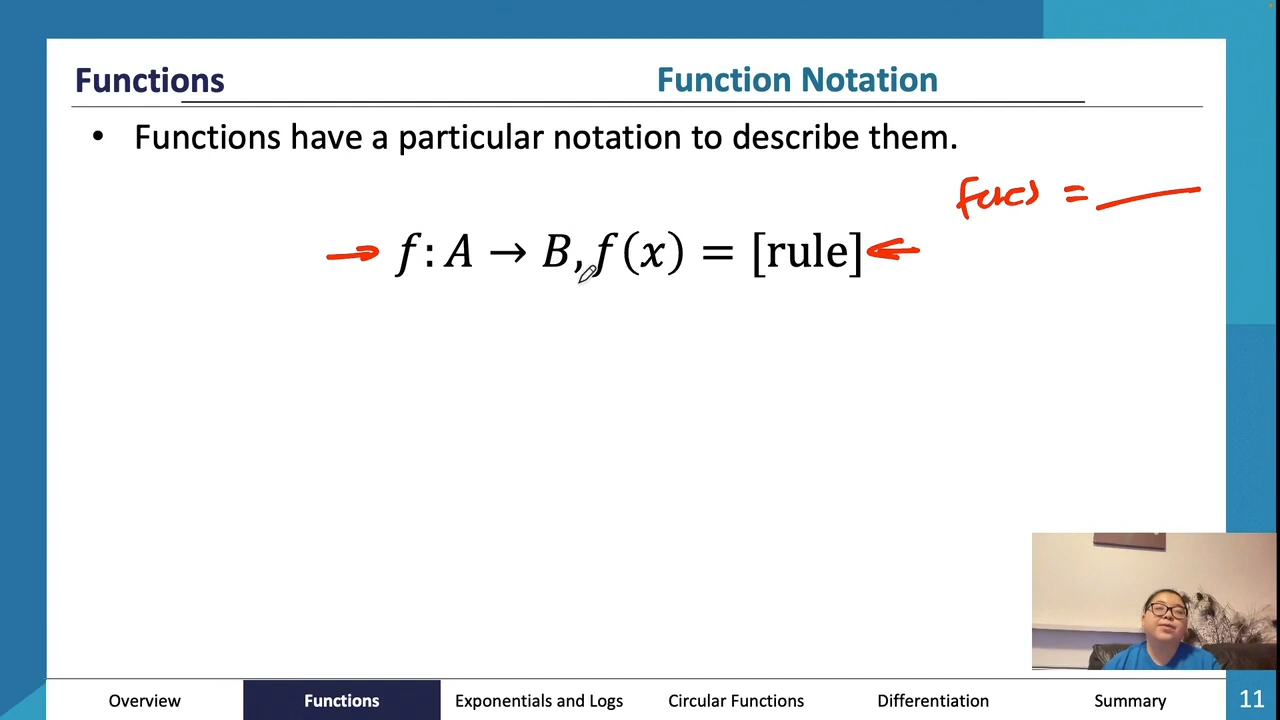 Functions
Function Notation
• Functions have a particular notation to describe them.
f: A → B, f(x) = [rule]
Overview
Functions
Exponentials and Logs
Circular Functions
Differentiation
Summary
11